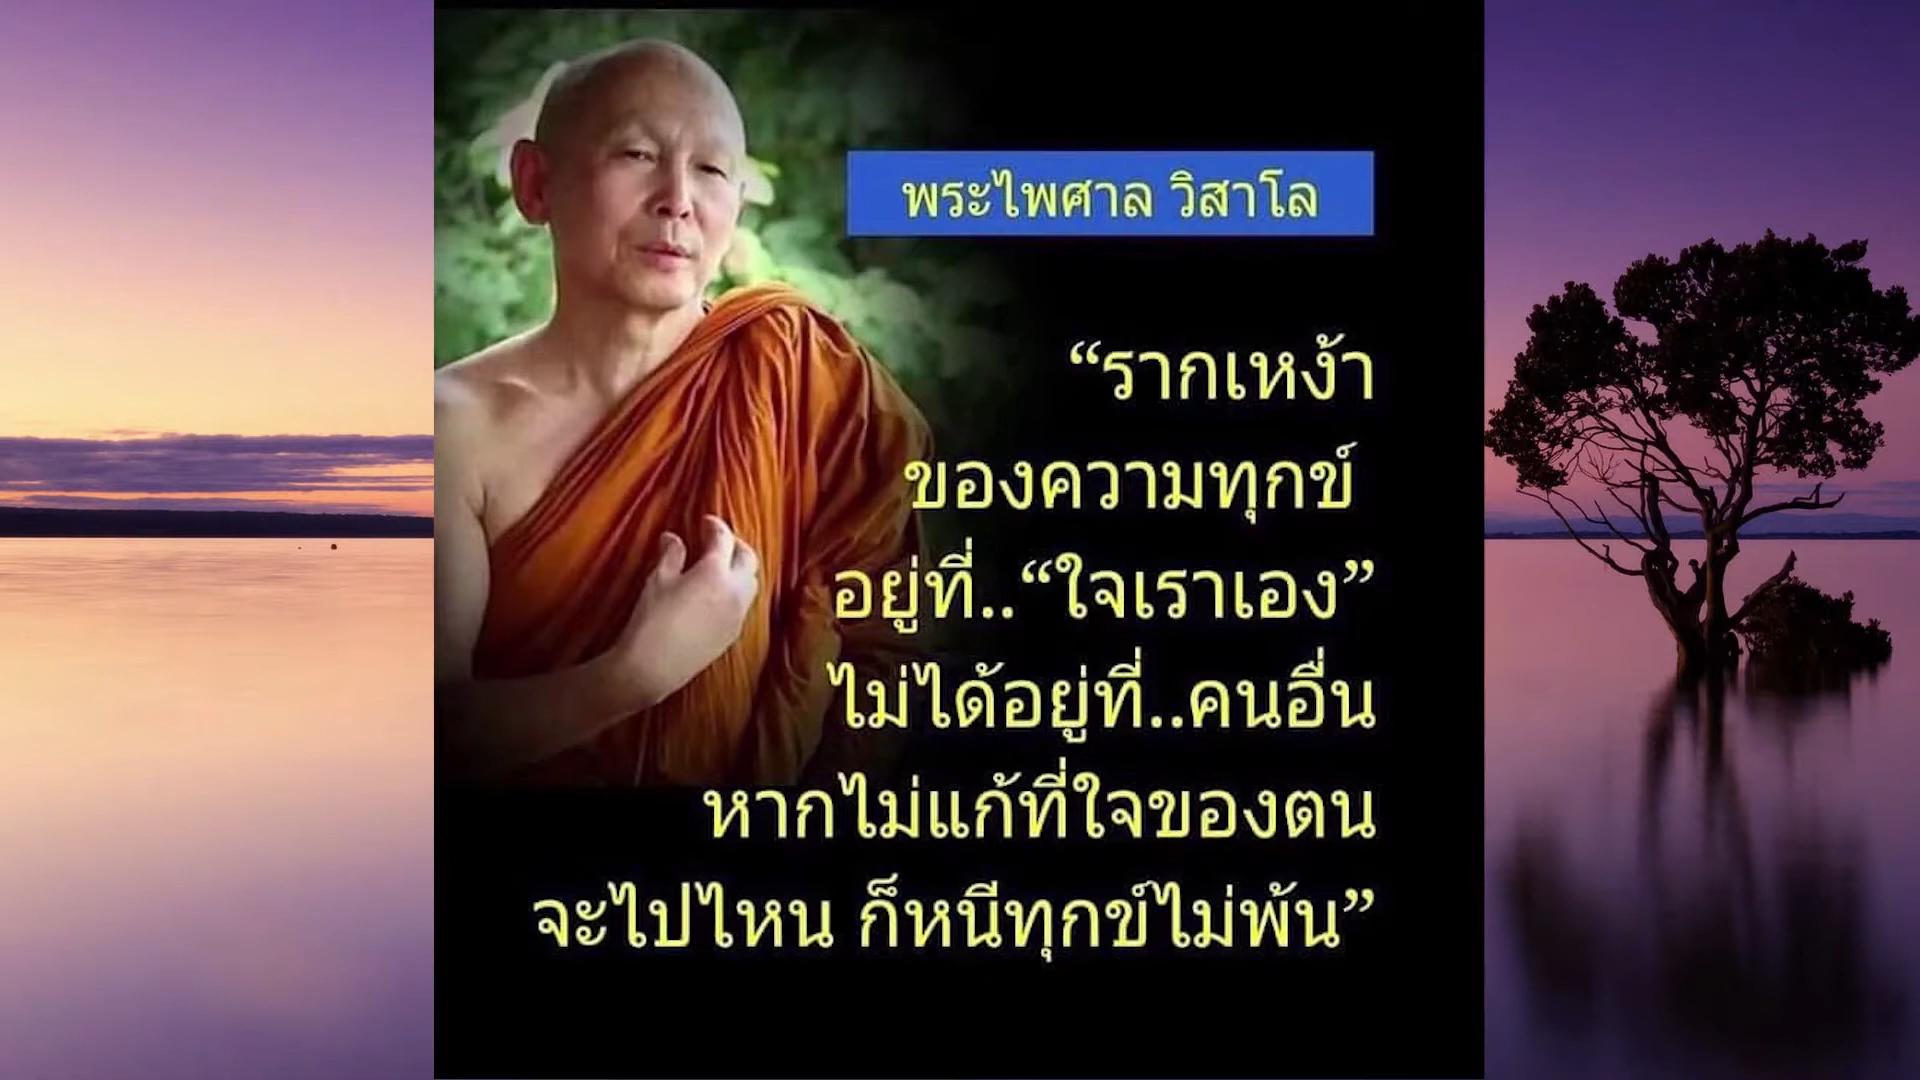 พระไพศาล วิสาโล
“รากเหง้า
ของความทุกข์
อยู่ที่..“ใจเราเอง”
ไม่ได้อยู่ที่..คนอื่น
หากไม่แก้ที่ใจของตน
จะไปไหน ก็หนีทุกข์ไม่พ้น”